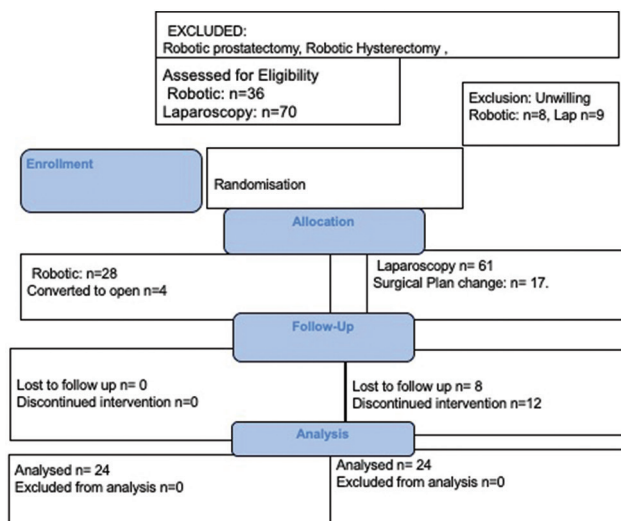 EXCLUDED:
Robotic prostatectomy, Robotic Hysterectomy ,
Assessed for Eligibility
Robotic: n=36
Laparoscopy: n=70
Exclusion: Unwilling
Robotic: n=8, Lap n=9
Enrollment
Randomisation
Allocation
Robotic: n=28
Converted to open n=4
Laparoscopy n= 61
Surgical Plan change: n= 17.
Follow-Up
Lost to follow up n= 0
Discontinued intervention n=0
Lost to follow up n= 8
Discontinued intervention n=12
Analysis
Analysed n= 24
Excluded from analysis n=0
Analysed n= 24
Excluded from analysis n=0